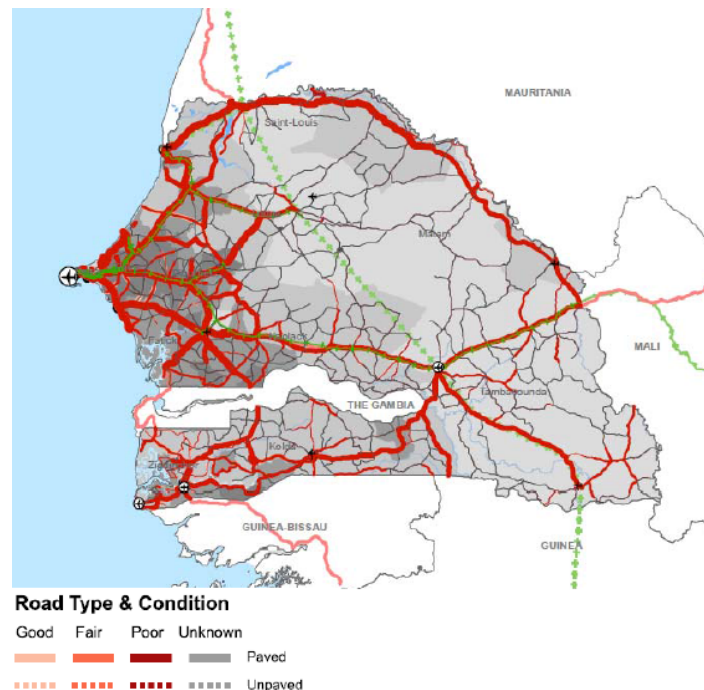 MAURITANIA
Saint-Louis
Matam
MALI
Kaolack
Tambacounda
THE GAMBIA
Kolda
GUINEA-BISSAU
GUINEA
Road Type & Condition
Good Fair Poor Unknown
Paved
Unpaved